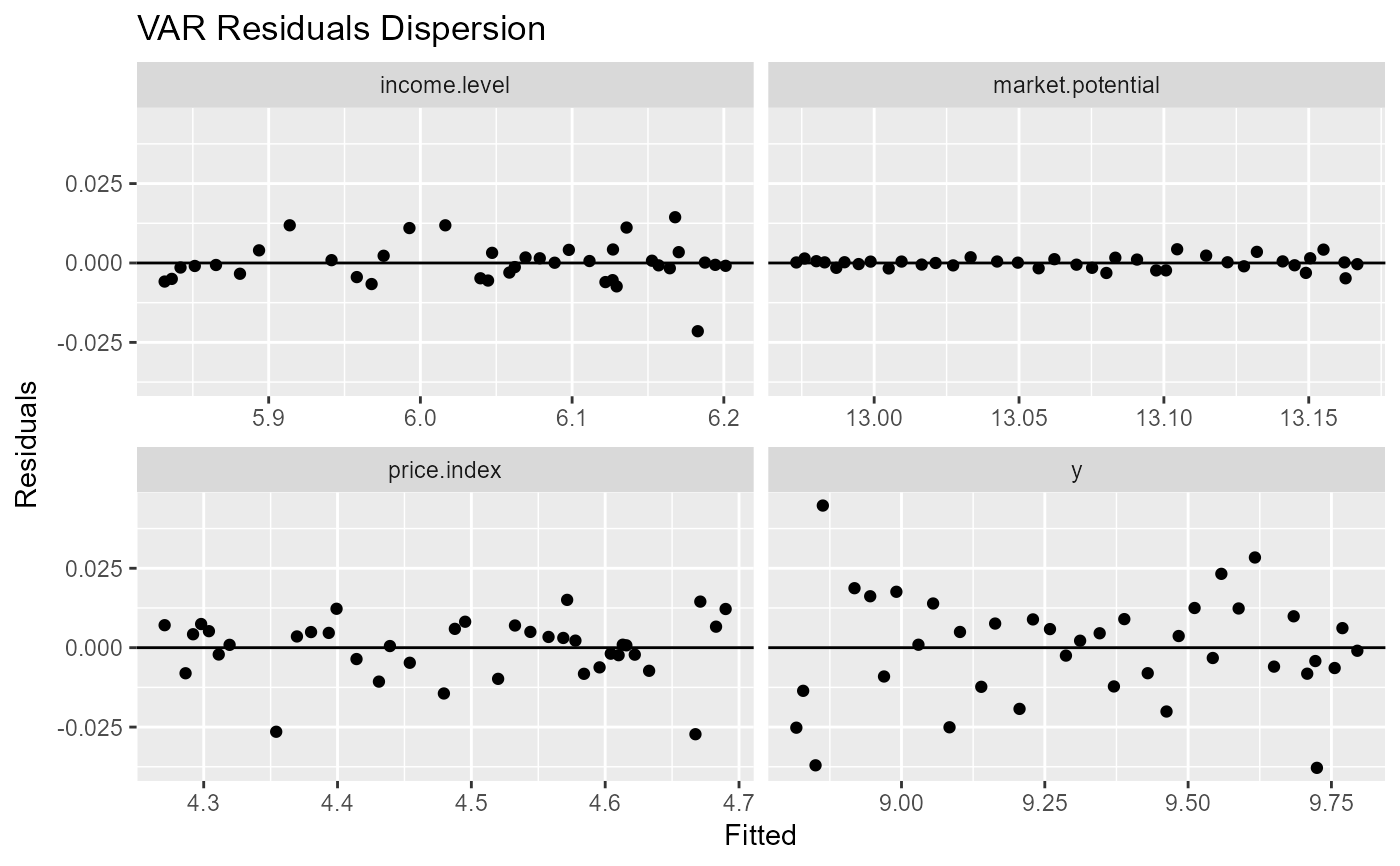 VAR Residuals Dispersion
income.level
market.potential
0.025
0.000
-0.025
5.9 6.0 6.1 6.2
13.00 13.05 13.10 13.15
Residuals
price.index
y
0.025
0.000
-0.025
4.3 4.4 4.5 4.6 4.7
9.00 9.25 9.50 9.75
Fitted